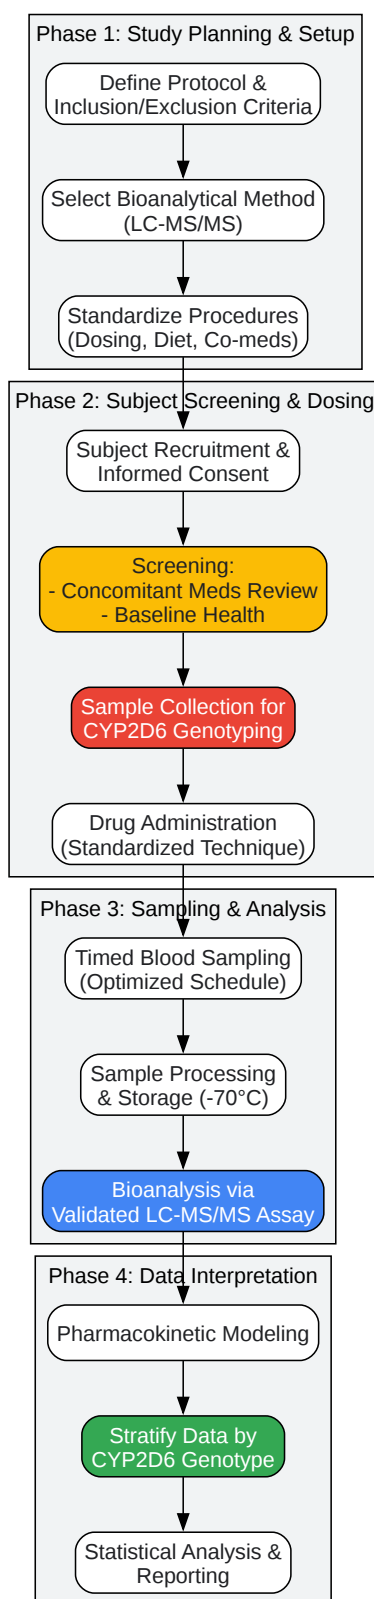 Phase 1: Study Planning & Setup
Define Protocol &
Inclusion/Exclusion Criteria
Select Bioanalytical Method
(LC-MS/MS)
Standardize Procedures
(Dosing, Diet, Co-meds)
Phase 2: Subject Screening & Dosing
Subject Recruitment &
Informed Consent
Screening:
- Concomitant Meds Review
- Baseline Health
Sample Collection for
CYP2D6 Genotyping
Drug Administration
(Standardized Technique)
Phase 3: Sampling & Analysis
Timed Blood Sampling
(Optimized Schedule)
Sample Processing
& Storage (-70°C)
Bioanalysis via
Validated LC-MS/MS Assay
Phase 4: Data Interpretation
Pharmacokinetic Modeling
Stratify Data by
CYP2D6 Genotype
Statistical Analysis &
Reporting